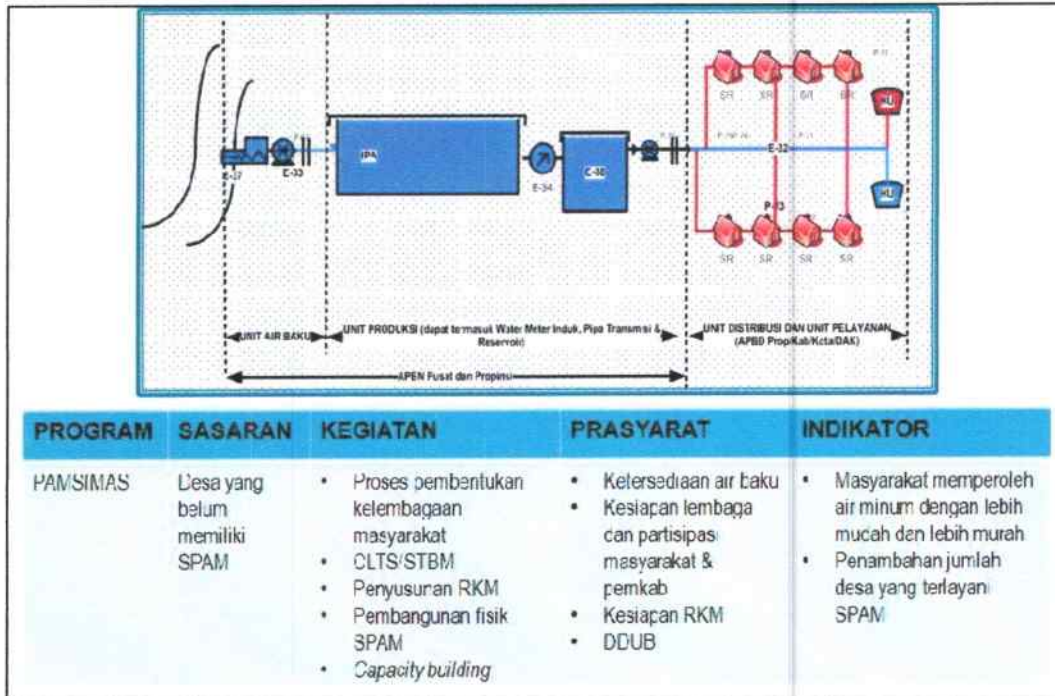 SR SR SR SR
HU
E-32
IPA
E-33
E-37
E-34
P-13
HU
SR SR SR SR
UNIT AIR BAKU
UNIT PRODUKSI (dapat termasuk Water Meter Induk, Pipa Transmisi &
Reservoir)
UNIT DISTRIBUSI DAN UNIT PELAYANAN
(APBD Prop/Kab/Kota/DAK)
APBN Pusat dan Propinsi
PROGRAM SASARAN KEGIATAN PRASYARAT INDIKATOR
PAMSIMAS
Desa yang
belum
memiliki
SPAM
• Proses pembentukan
kelembagaan
masyarakat
• CLTS/STBM
• Penyusunan RKM
• Pembangunan fisik
SPAM
• Capacity building
• Ketersediaan air baku
• Kesiapan lembaga
dan partisipasi
masyarakat &
pemkab
• Kesiapan RKM
• DDUB
• Masyarakat memperoleh
air minum dengan lebih
mudah dan lebih murah
• Penambahan jumlah
desa yang terlayani
SPAM